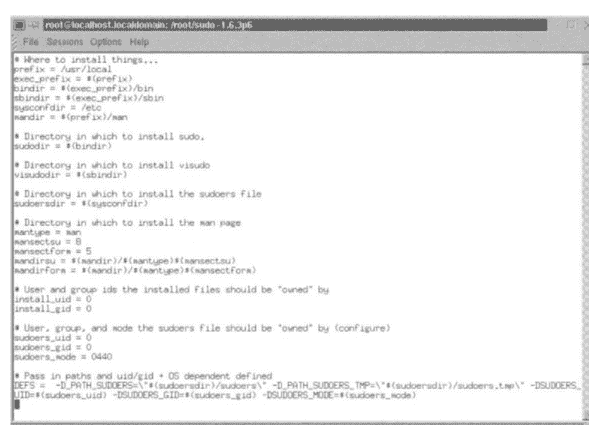 root@localhost.localdomain: /root/sudo-1.6.3p6
File Sessions Options Help
# Where to install things...
prefix = /usr/local
exec_prefix = $(prefix)
bindir = $(exec_prefix)/bin
sbindir = $(exec_prefix)/sbin
sysconfdir = /etc
mandir = $(prefix)/man
# Directory in which to install sudo.
sudodir = $(bindir)
# Directory in which to install visudo
visudodir = $(sbindir)
# Directory in which to install the sudoers file
sudoersdir = $(sysconfdir)
# Directory in which to install the man page
mantype = man
mansectsu = 8
mansectform = 5
mandirsu = $(mandir)/$(mantype)$(mansectsu)
mandirform = $(mandir)/$(mantype)$(mansectform)
# User and group ids the installed files should be "owned" by
install_uid = 0
install_gid = 0
# User, group, and mode the sudoers file should be "owned" by (configure)
sudoers_uid = 0
sudoers_gid = 0
sudoers_mode = 0440
# Pass in paths and uid/gid + OS dependent defined
DEFS = -D_PATH_SUDOERS=\"$(sudoersdir)/sudoers\" -D_PATH_SUDOERS_TMP=\"$(sudoersdir)/sudoers.tmp\" -DSUDOERS_
UID=$(sudoers_uid) -DSUDOERS_GID=$(sudoers_gid) -DSUDOERS_MODE=$(sudoers_mode)